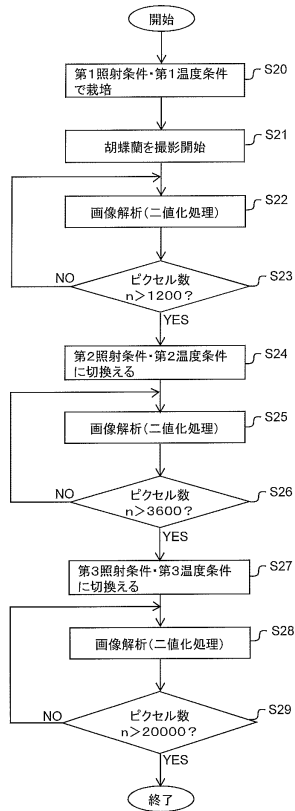 開始
第1照射条件・第1温度条件
で栽培
S20
胡蝶蘭を撮影開始
S21
画像解析(二値化処理)
S22
ピクセル数
n>1200?
S23
NO
YES
第2照射条件・第2温度条件
に切換える
S24
画像解析(二値化処理)
S25
ピクセル数
n>3600?
S26
NO
YES
第3照射条件・第3温度条件
に切換える
S27
画像解析(二値化処理)
S28
ピクセル数
n>20000?
S29
NO
YES
終了